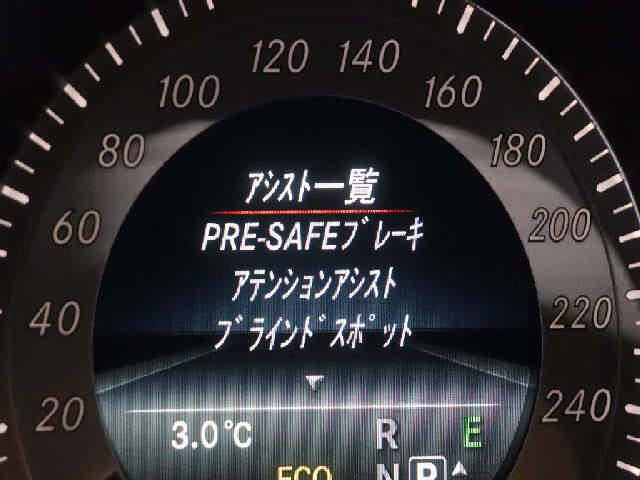 120 140
100 160
80 180
60 200
40 220
20 240
アシスト一覧
PRE-SAFEブレーキ
アテンションアシスト
ブラインドスポット
3.0℃ R E
ECO N P